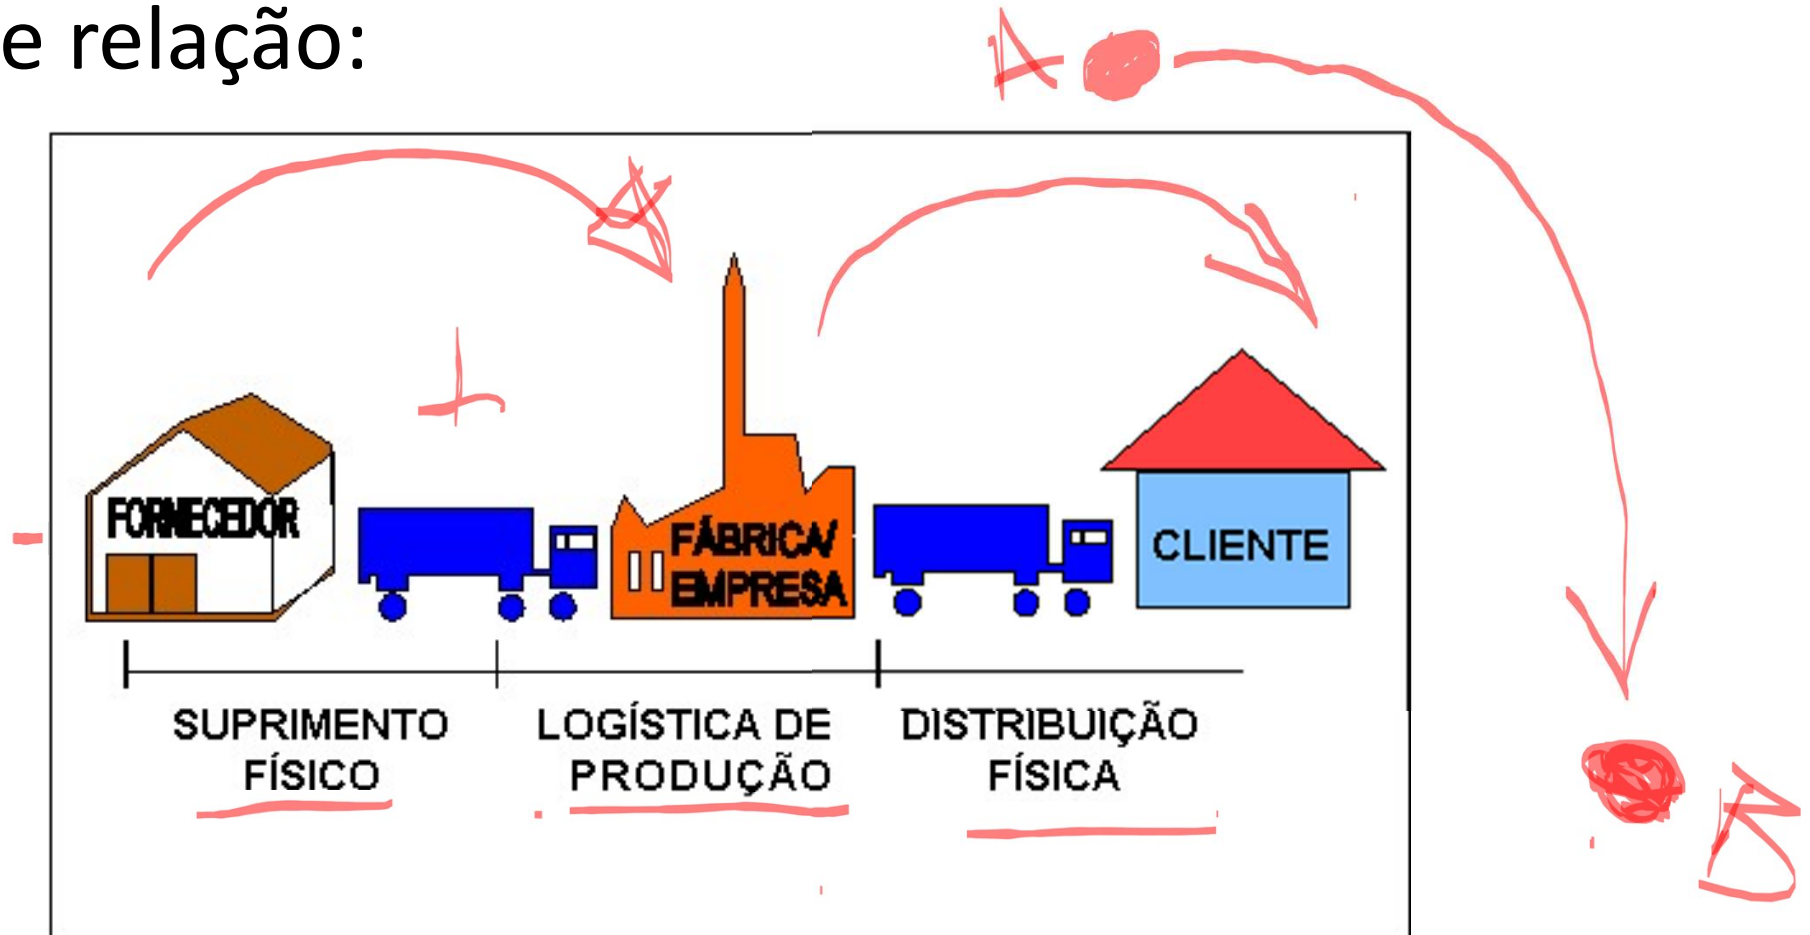 e relação:
A
FORNECEDOR
FÁBRICA/
EMPRESA
CLIENTE
SUPRIMENTO
FÍSICO
LOGÍSTICA DE
PRODUÇÃO
DISTRIBUIÇÃO
FÍSICA
B